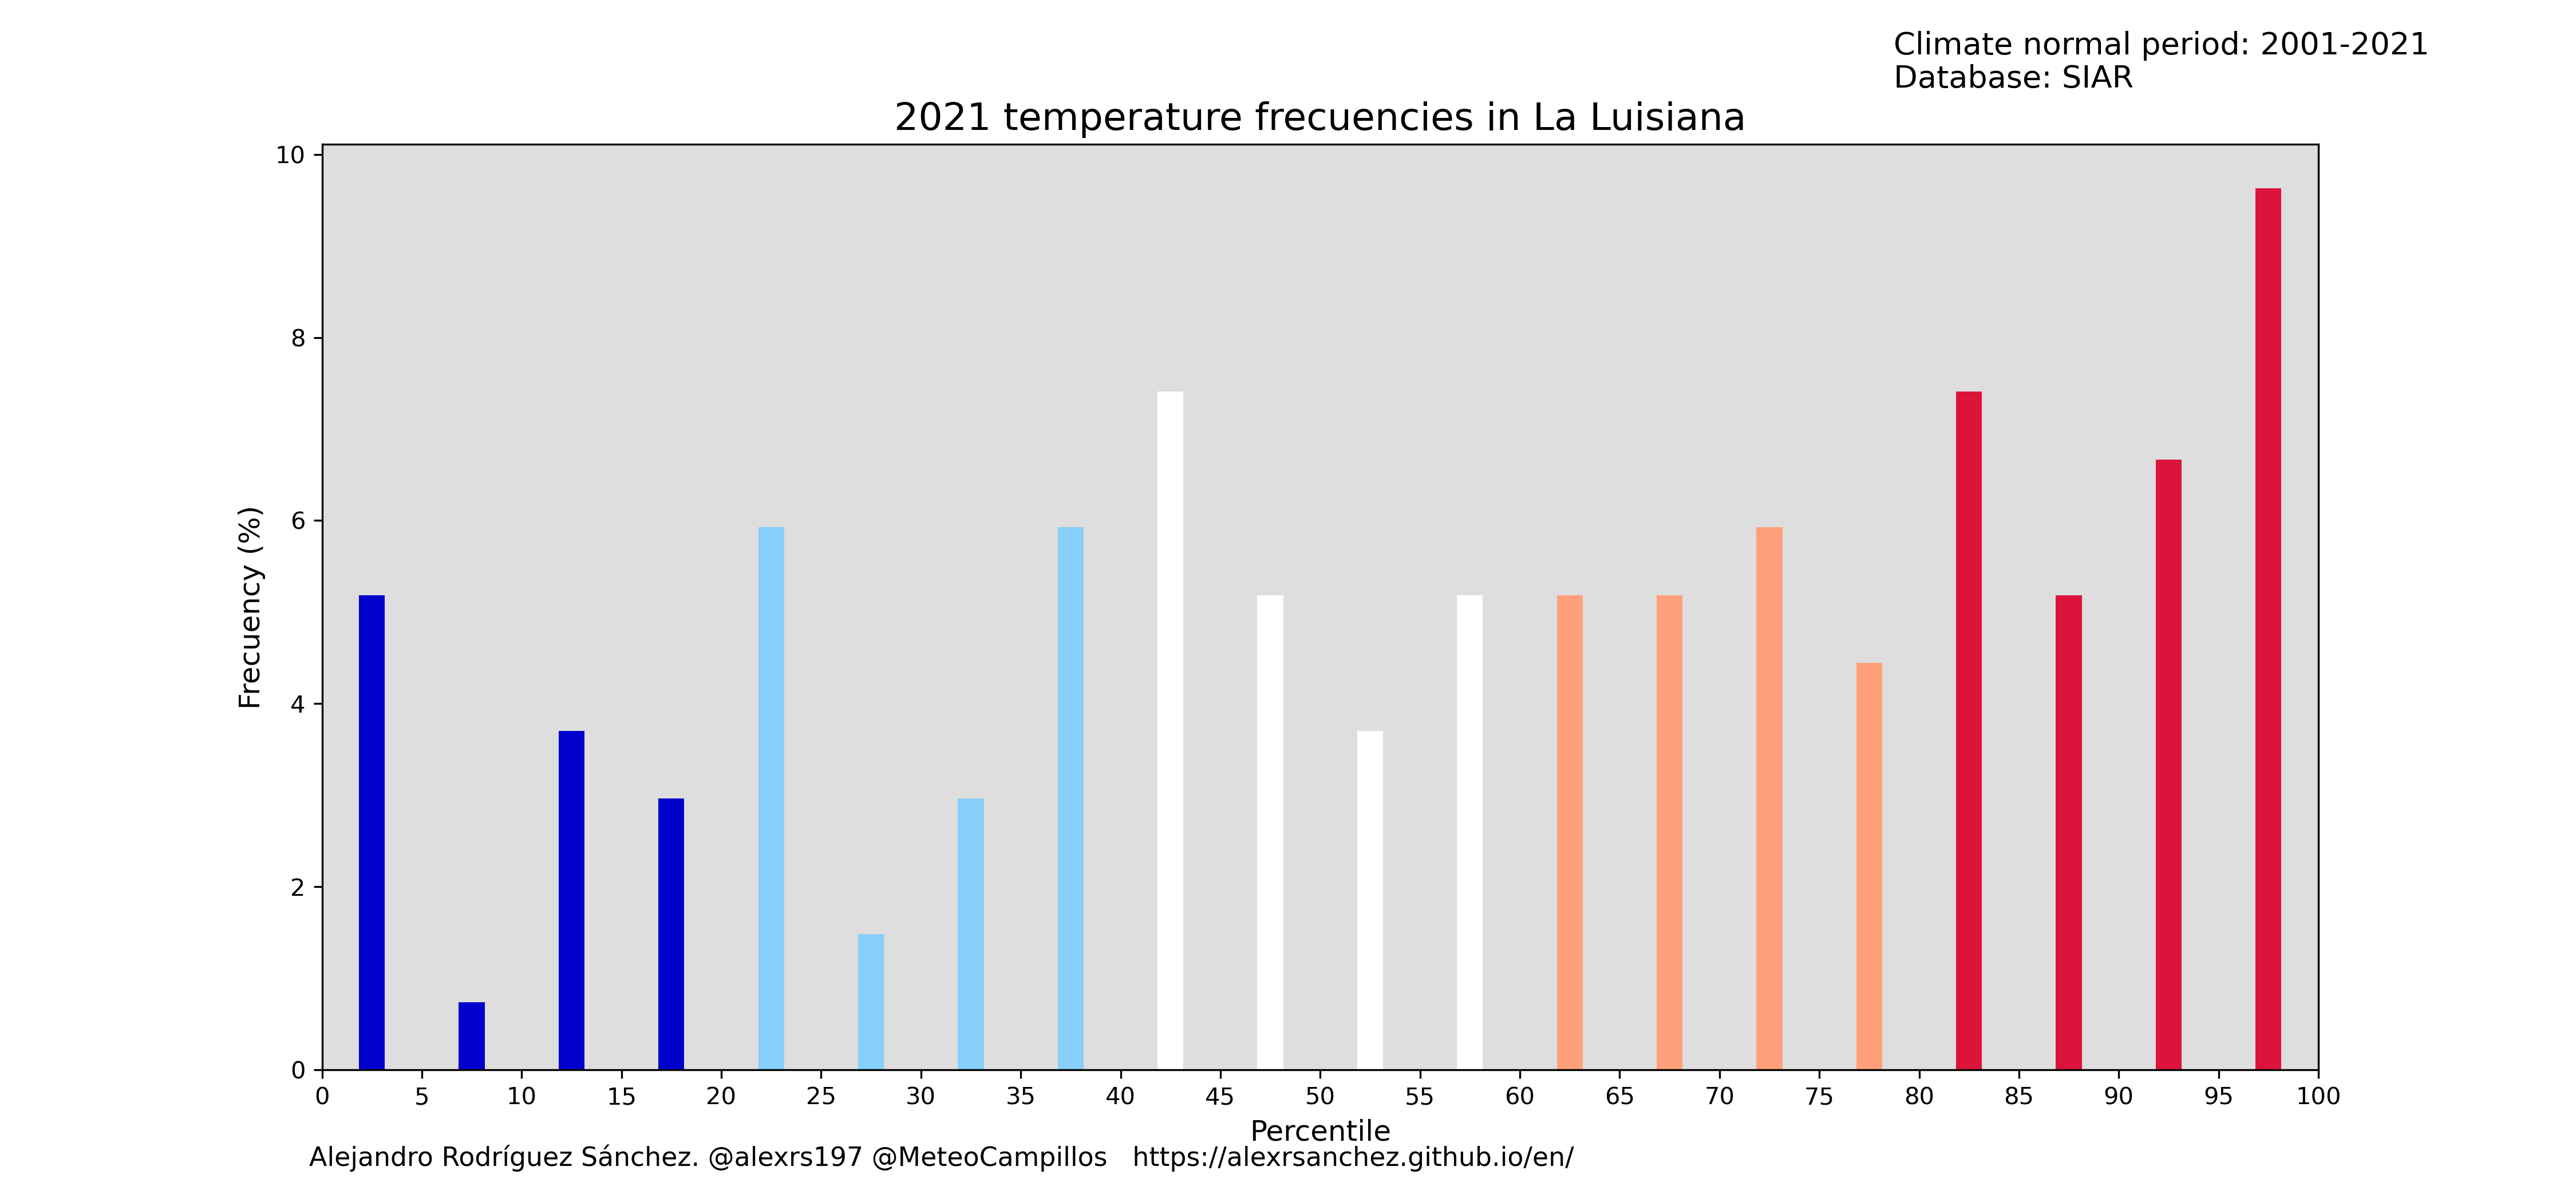 Climate normal period: 2001-2021
Database: SIAR
2021 temperature frecuencies in La Luisiana
10
8
6
4
2
0
Frecuency (%)
0 5 10 15 20 25 30 35 40 45 50 55 60 65 70 75 80 85 90 95 100
Percentile
Alejandro Rodríguez Sánchez. @alexrs197 @MeteoCampillos https://alexrsanchez.github.io/en/